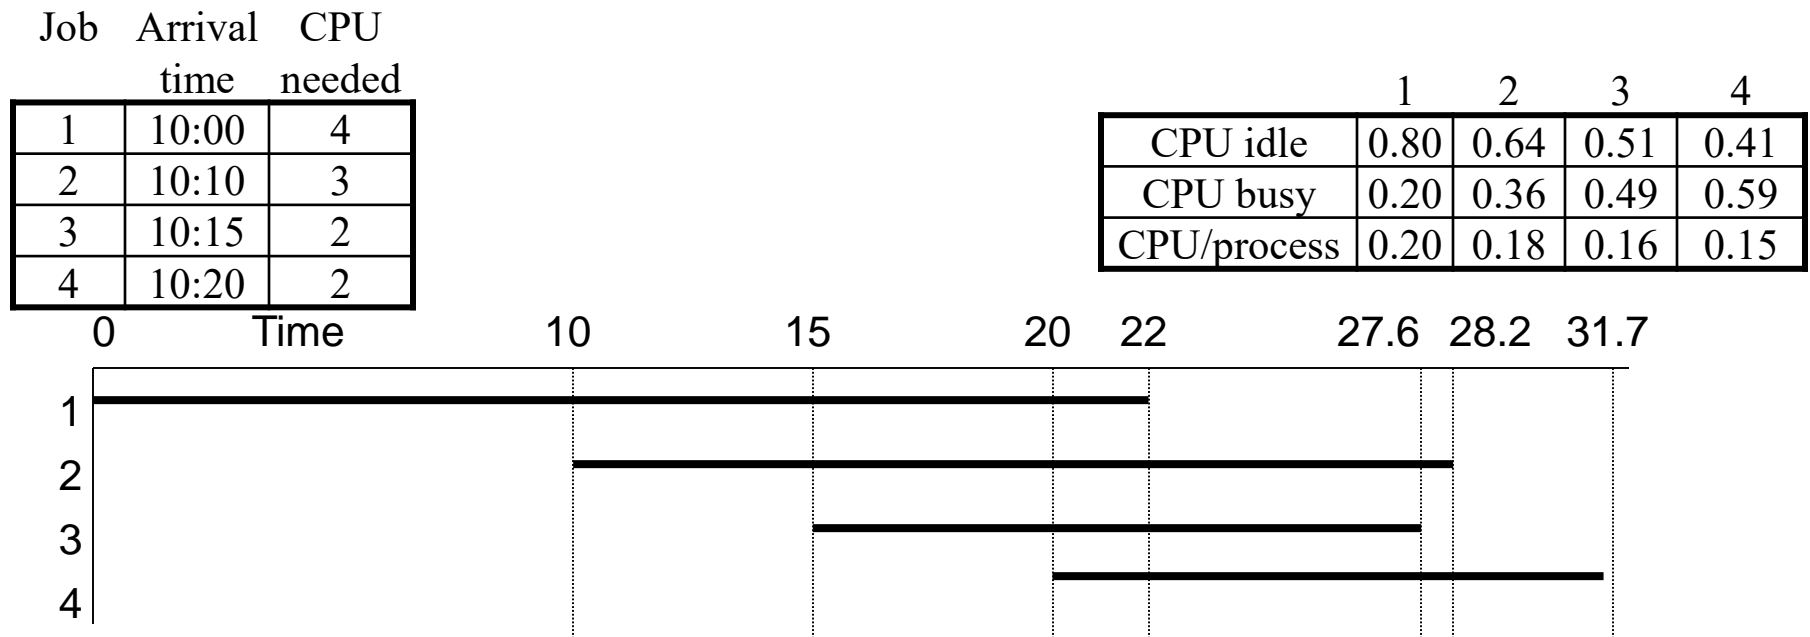 Job Arrival time CPU needed
1 10:00 4
2 10:10 3
3 10:15 2
4 10:20 2
1 2 3 4
CPU idle 0.80 0.64 0.51 0.41
CPU busy 0.20 0.36 0.49 0.59
CPU/process 0.20 0.18 0.16 0.15
0 Time 10 15 20 22 27.6 28.2 31.7
1
2
3
4